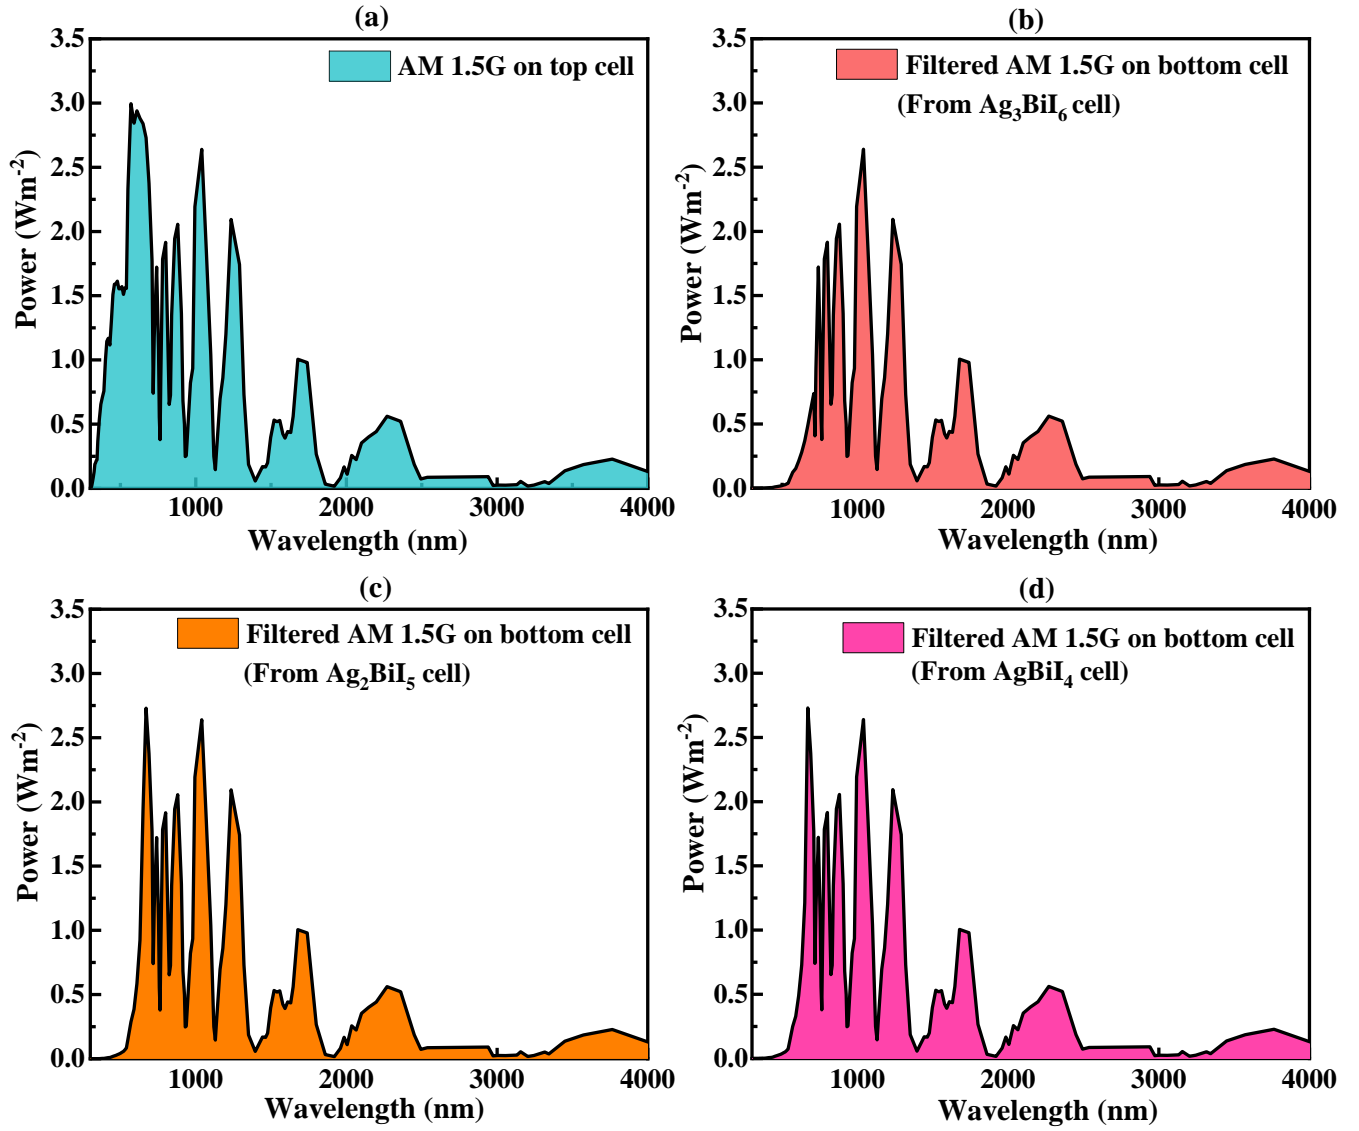 (a)
3.5
3.0
2.5
2.0
1.5
1.0
0.5
0.0
Power (Wm⁻²)
AM 1.5G on top cell
1000
2000
3000
4000
Wavelength (nm)
(b)
3.5
3.0
2.5
2.0
1.5
1.0
0.5
0.0
Power (Wm⁻²)
Filtered AM 1.5G on bottom cell
(From Ag₃BiI₆ cell)
1000
2000
3000
4000
Wavelength (nm)
(c)
3.5
3.0
2.5
2.0
1.5
1.0
0.5
0.0
Power (Wm⁻²)
Filtered AM 1.5G on bottom cell
(From Ag₂BiI₅ cell)
1000
2000
3000
4000
Wavelength (nm)
(d)
3.5
3.0
2.5
2.0
1.5
1.0
0.5
0.0
Power (Wm⁻²)
Filtered AM 1.5G on bottom cell
(From AgBiI₄ cell)
1000
2000
3000
4000
Wavelength (nm)